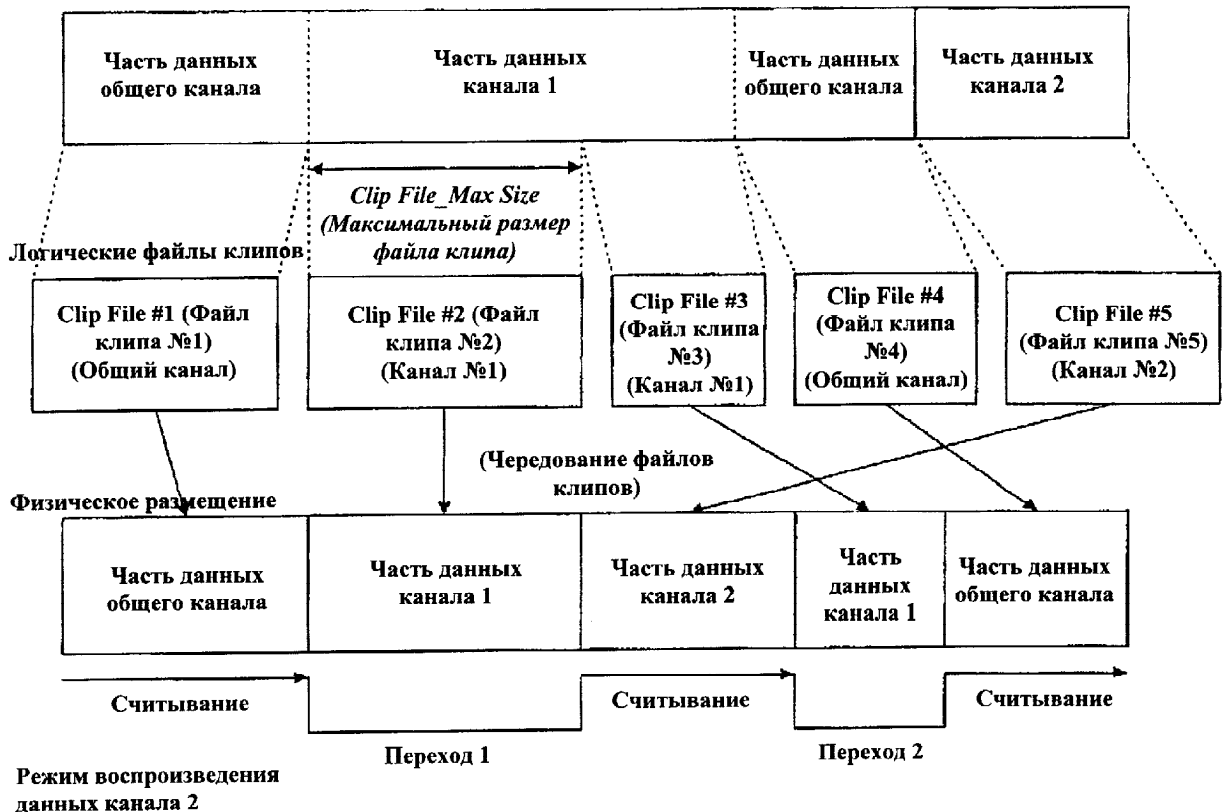 Часть данных
общего канала
Часть данных
канала 1
Часть данных
общего канала
Часть данных
канала 2
Clip File_Max Size
(Максимальный размер
файла клипа)
Логические файлы клипов
Clip File #1 (Файл
клипа №1)
(Общий канал)
Clip File #2 (Файл
клипа №2)
(Канал №1)
Clip File #3
(Файл клипа
№3)
(Канал №1)
Clip File #4
(Файл клипа
№4)
(Общий канал)
Clip File #5
(Файл клипа №5)
(Канал №2)
(Чередование файлов
клипов)
Физическое размещение
Часть данных
общего канала
Часть данных
канала 1
Часть данных
канала 2
Часть
данных
канала 1
Часть данных
общего канала
Считывание
Считывание
Считывание
Переход 1
Переход 2
Режим воспроизведения
данных канала 2